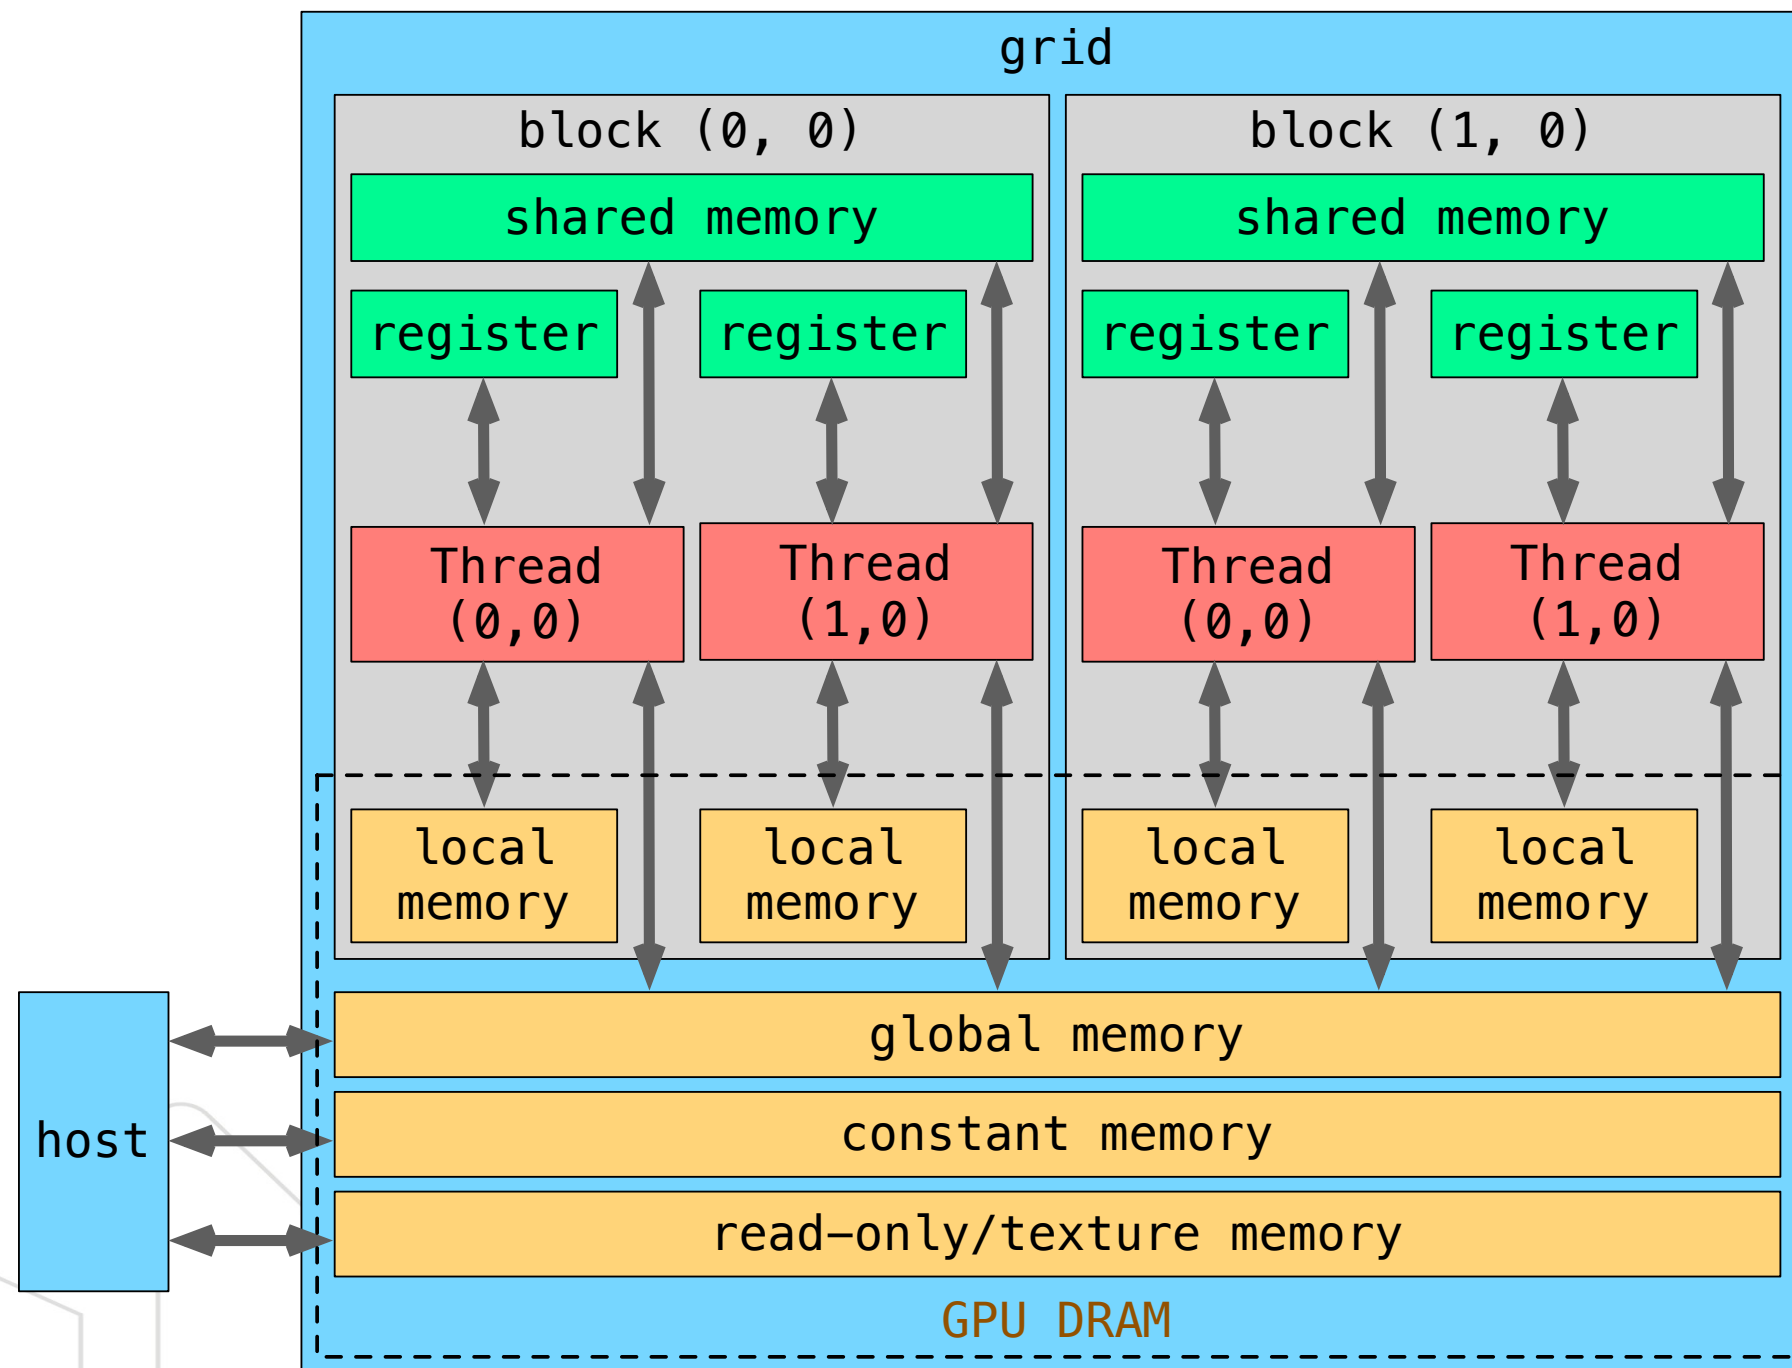 grid
block (0, 0)
block (1, 0)
shared memory
shared memory
register
register
register
register
Thread
(0,0)
Thread
(1,0)
Thread
(0,0)
Thread
(1,0)
local
memory
local
memory
local
memory
local
memory
host
global memory
constant memory
read-only/texture memory
GPU DRAM